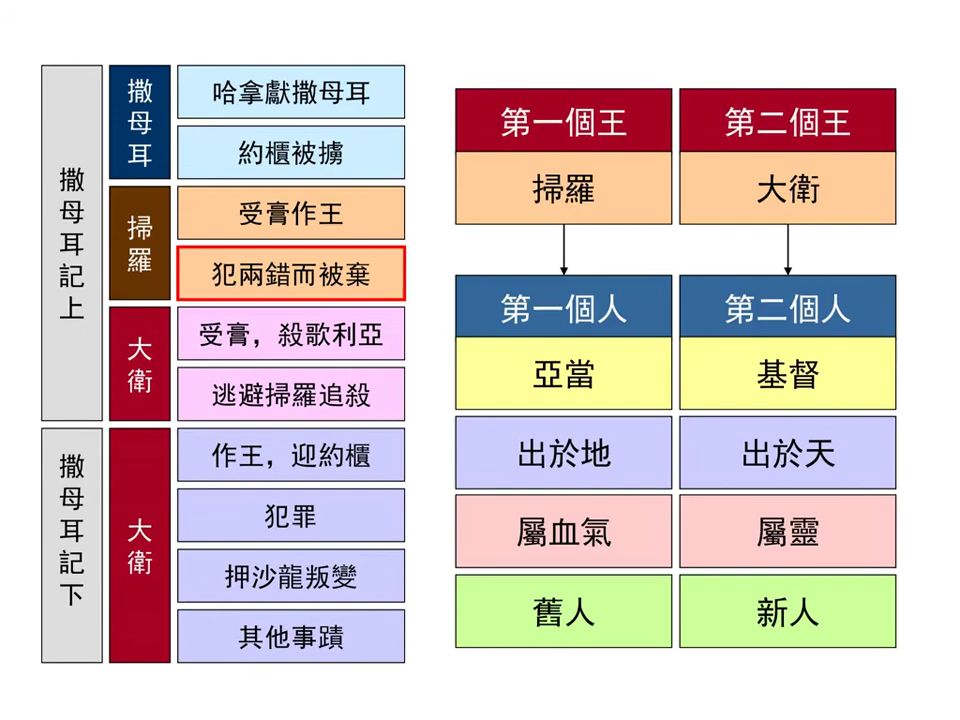 撒母耳記上
撒母耳
哈拿獻撒母耳
約櫃被擄
掃羅
受膏作王
犯兩錯而被棄
大衛
受膏，殺歌利亞
逃避掃羅追殺
撒母耳記下
大衛
作王，迎約櫃
犯罪
押沙龍叛變
其他事蹟
第一個王
第二個王
掃羅
大衛
第一個人
第二個人
亞當
基督
出於地
出於天
屬血氣
屬靈
舊人
新人